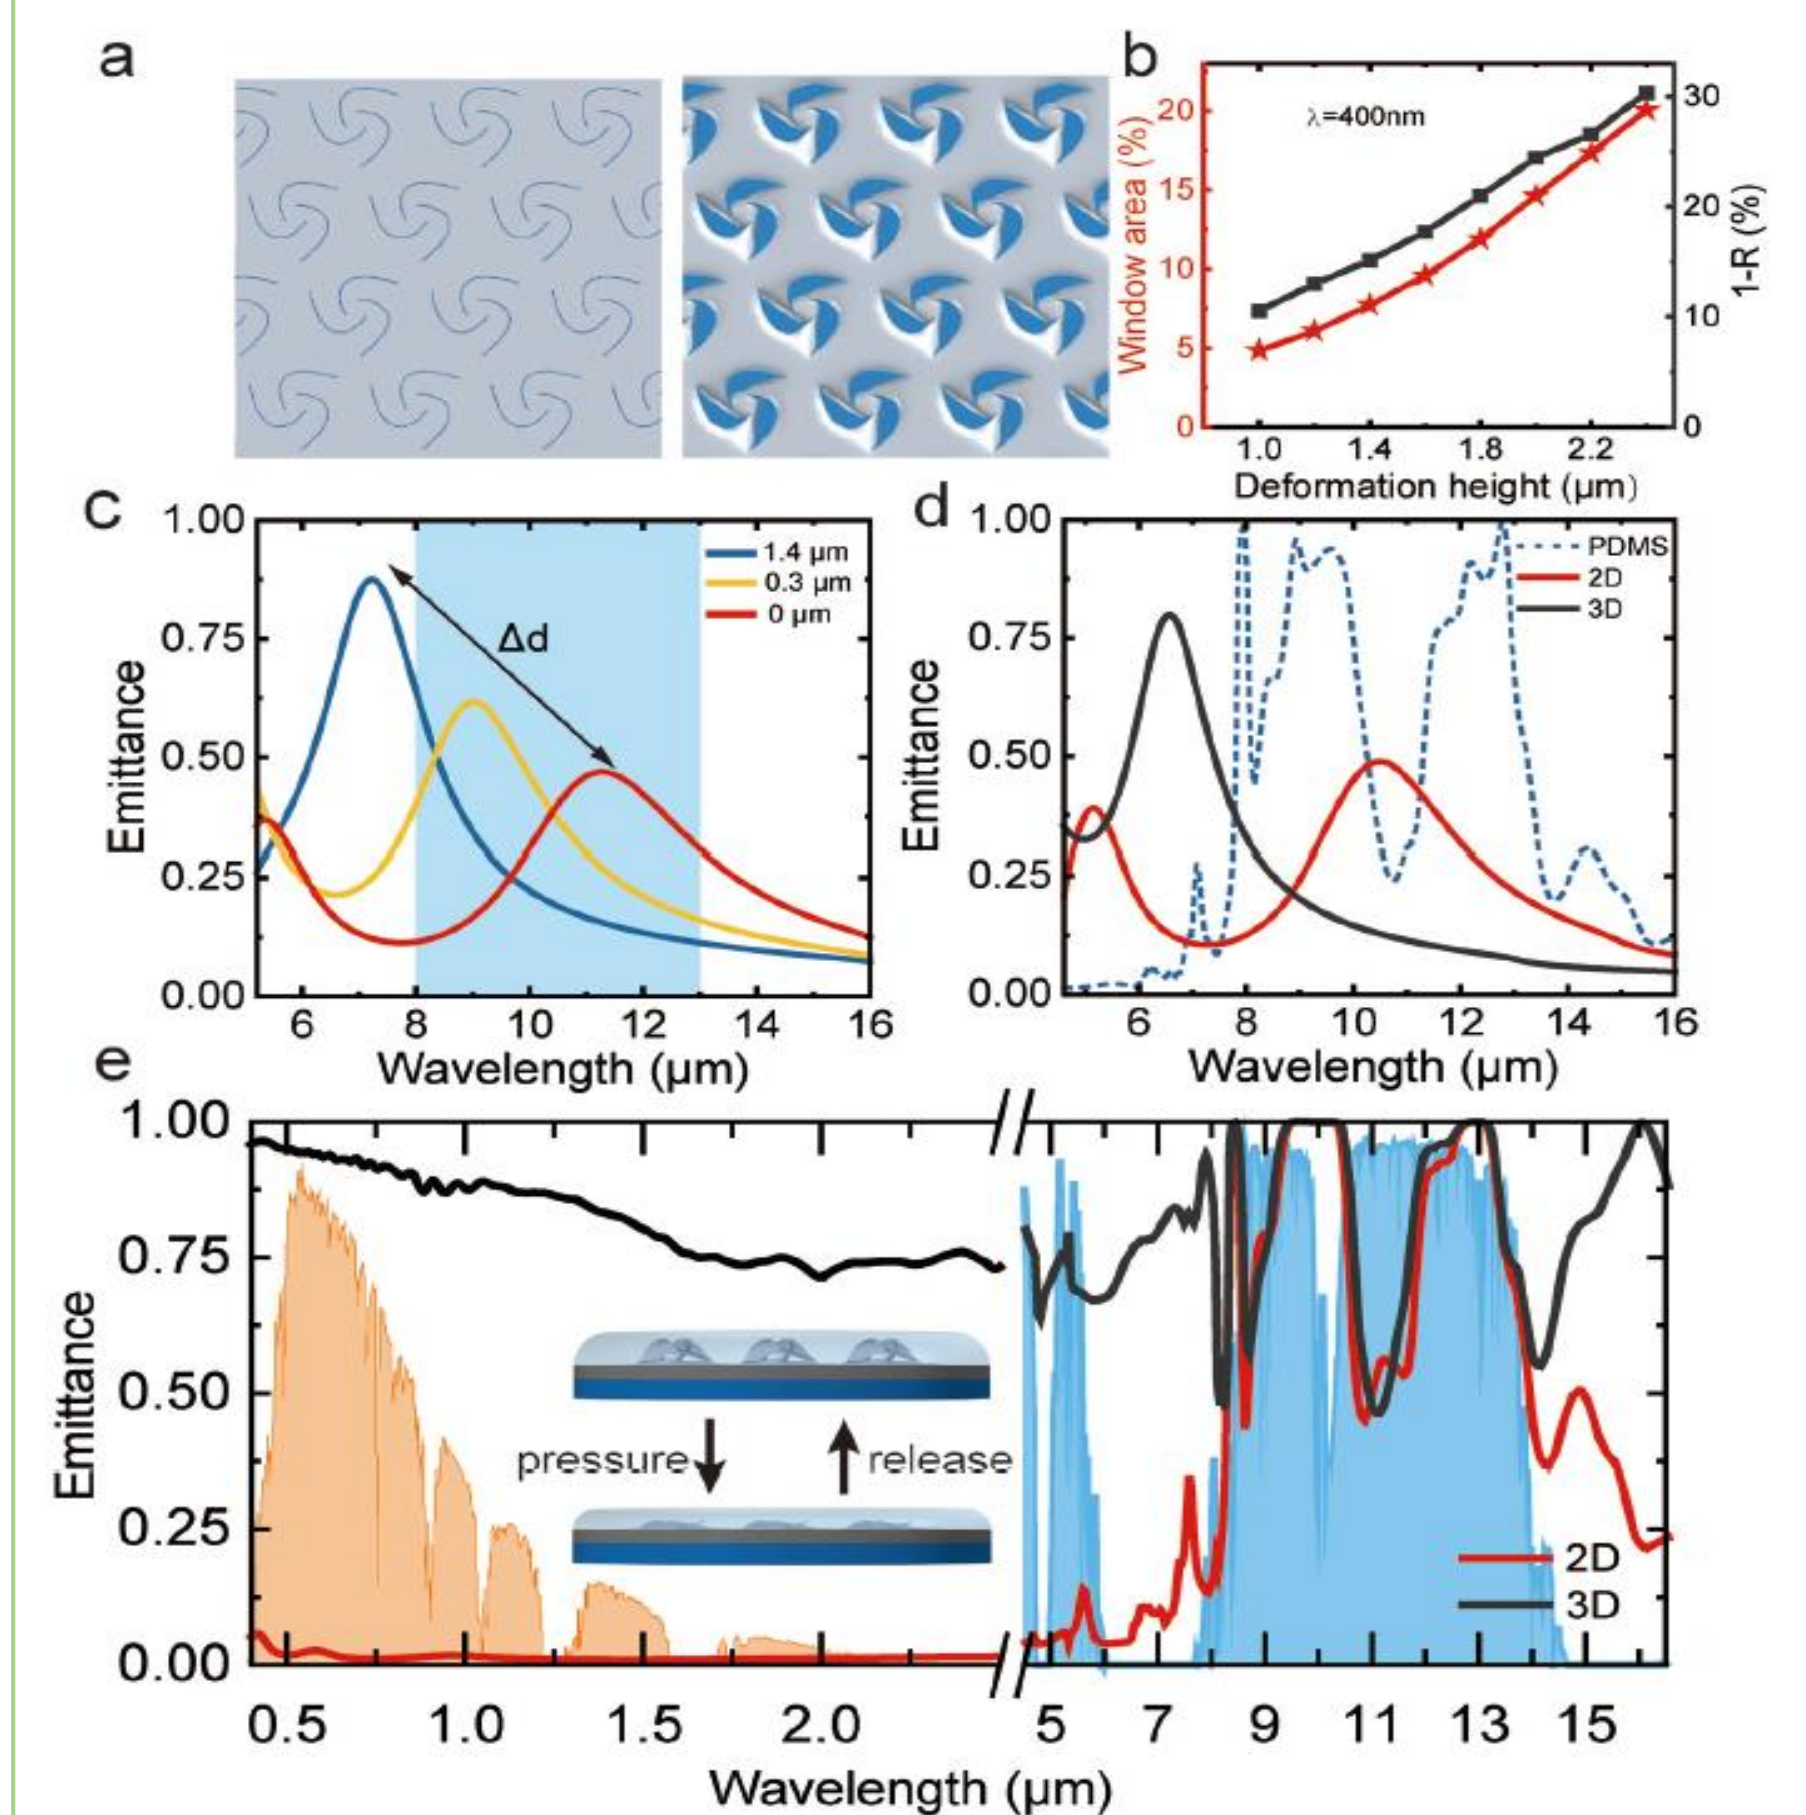 a
b
λ=400nm
20
15
10
5
0
Window area (%)
30
20
10
0
1-R (%)
1.0 1.4 1.8 2.2
Deformation height (μm)
c
1.00
0.75
0.50
0.25
0.00
Emittance
1.4 μm
0.3 μm
0 μm
Δd
6 8 10 12 14 16
Wavelength (μm)
d
1.00
0.75
0.50
0.25
0.00
Emittance
PDMS
2D
3D
6 8 10 12 14 16
Wavelength (μm)
e
1.00
0.75
0.50
0.25
0.00
Emittance
pressure
release
2D
3D
0.5 1.0 1.5 2.0 5 7 9 11 13 15
Wavelength (μm)